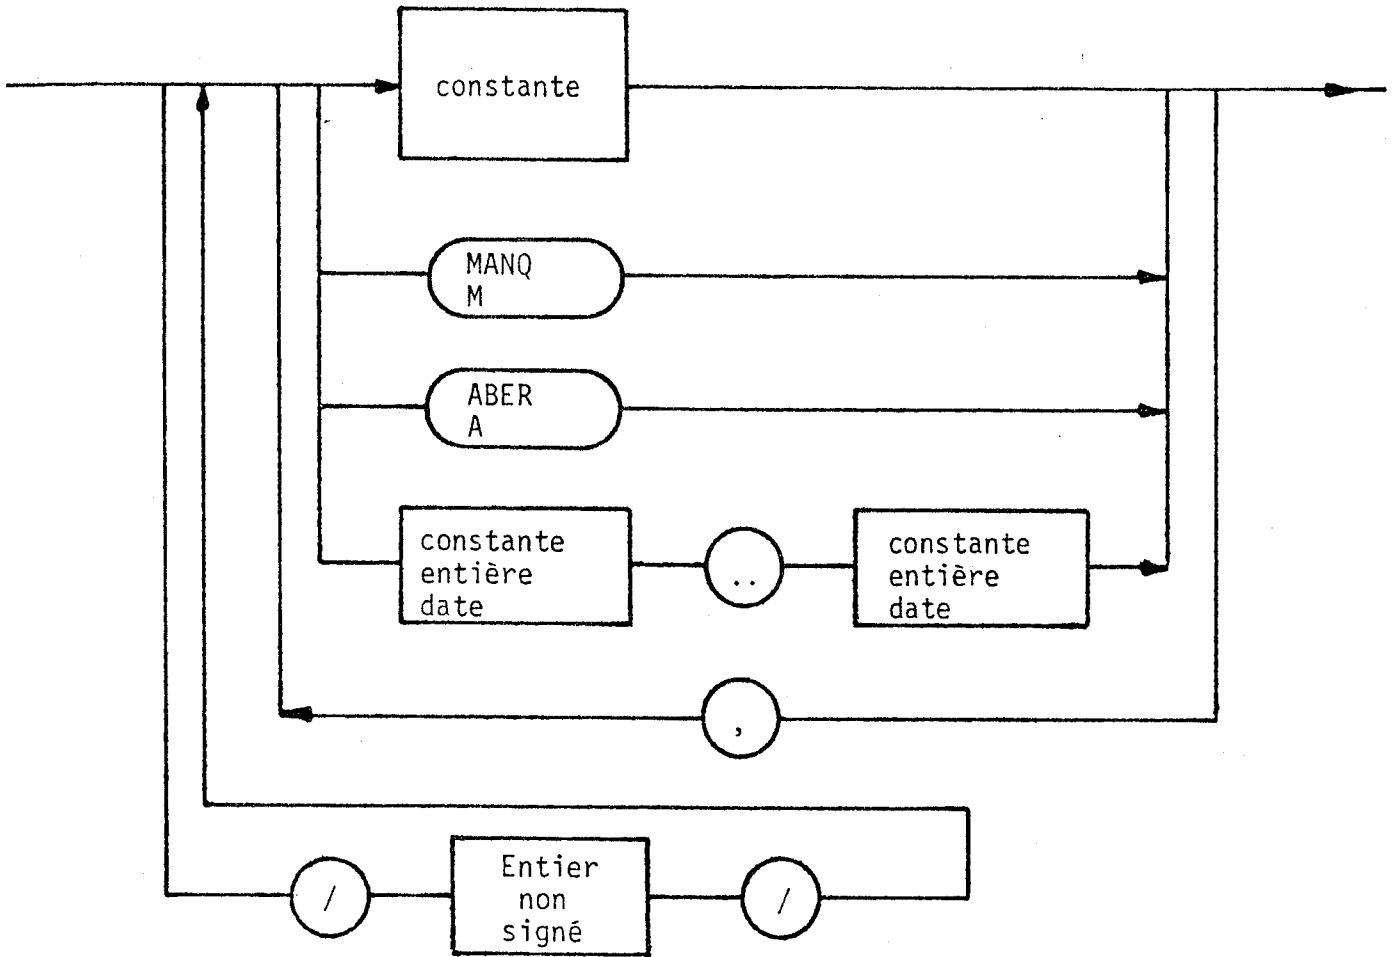 constante
MANQ
M
ABER
A
constante
entière
date
..
constante
entière
date
,
/
Entier
non
signé
/